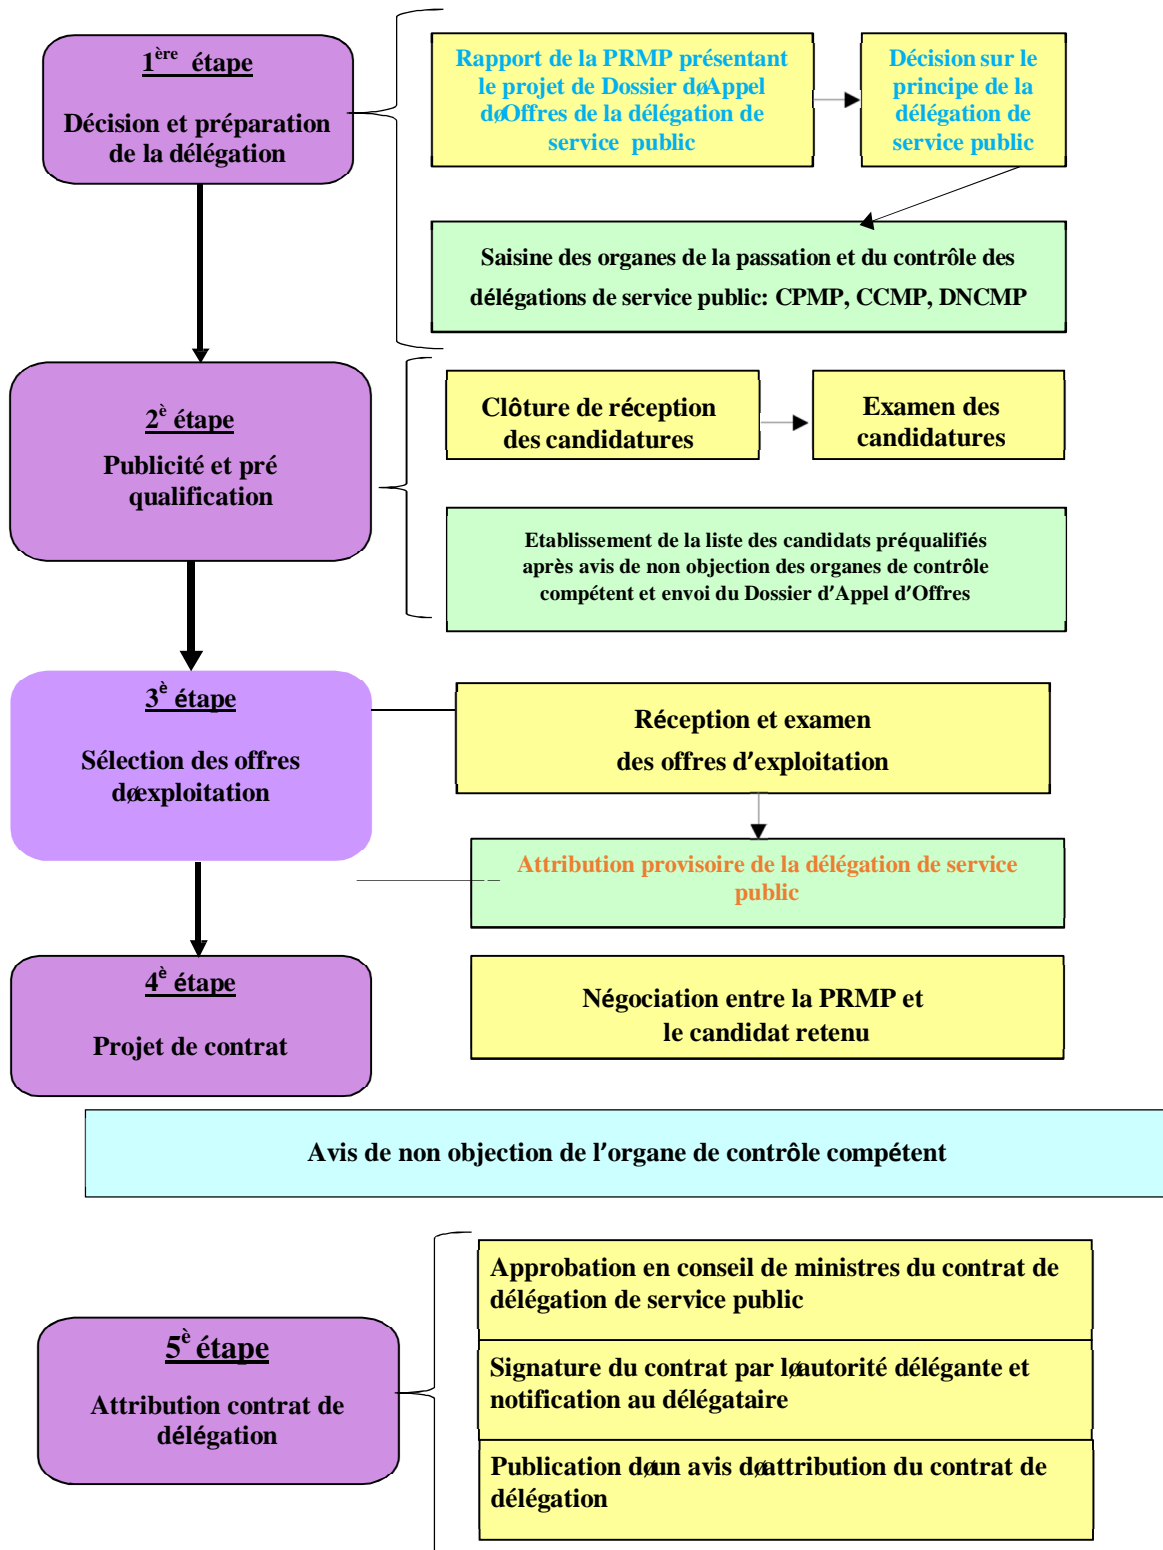 1ère étape
Décision et préparation
de la délégation
Rapport de la PRMP présentant
le projet de Dossier døAppel
døOffres de la délégation de
service public
Décision sur le
principe de la
délégation de
service public
Saisine des organes de la passation et du contrôle des
délégations de service public: CPMP, CCMP, DNCMP
2è étape
Publicité et pré
qualification
Clôture de réception
des candidatures
Examen des
candidatures
Etablissement de la liste des candidats préqualifiés
après avis de non objection des organes de contrôle
compétent et envoi du Dossier d’Appel d’Offres
3è étape
Sélection des offres
døexploitation
Réception et examen
des offres d’exploitation
Attribution provisoire de la délégation de service
public
4è étape
Projet de contrat
Négociation entre la PRMP et
le candidat retenu
Avis de non objection de l’organe de contrôle compétent
5è étape
Attribution contrat de
délégation
Approbation en conseil de ministres du contrat de
délégation de service public
Signature du contrat par løautorité délégante et
notification au délégataire
Publication døun avis døattribution du contrat de
délégation